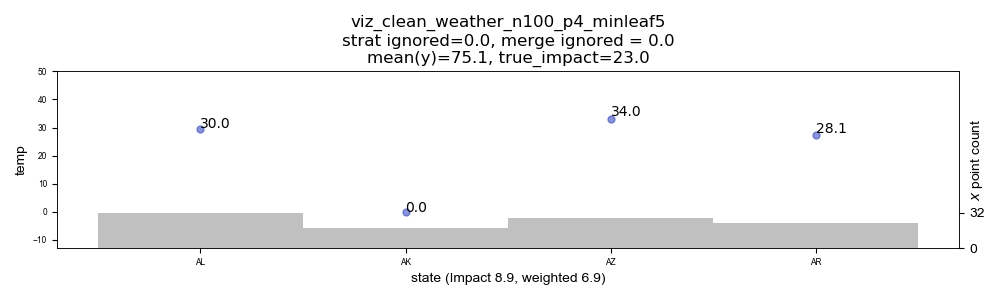 viz_clean_weather_n100_p4_minleaf5
strat ignored=0.0, merge ignored = 0.0
mean(y)=75.1, true_impact=23.0
50
40
30
20
10
0
−10
temp
30.0
0.0
34.0
28.1
32
0
x point count
AL
AK
AZ
AR
state (Impact 8.9, weighted 6.9)